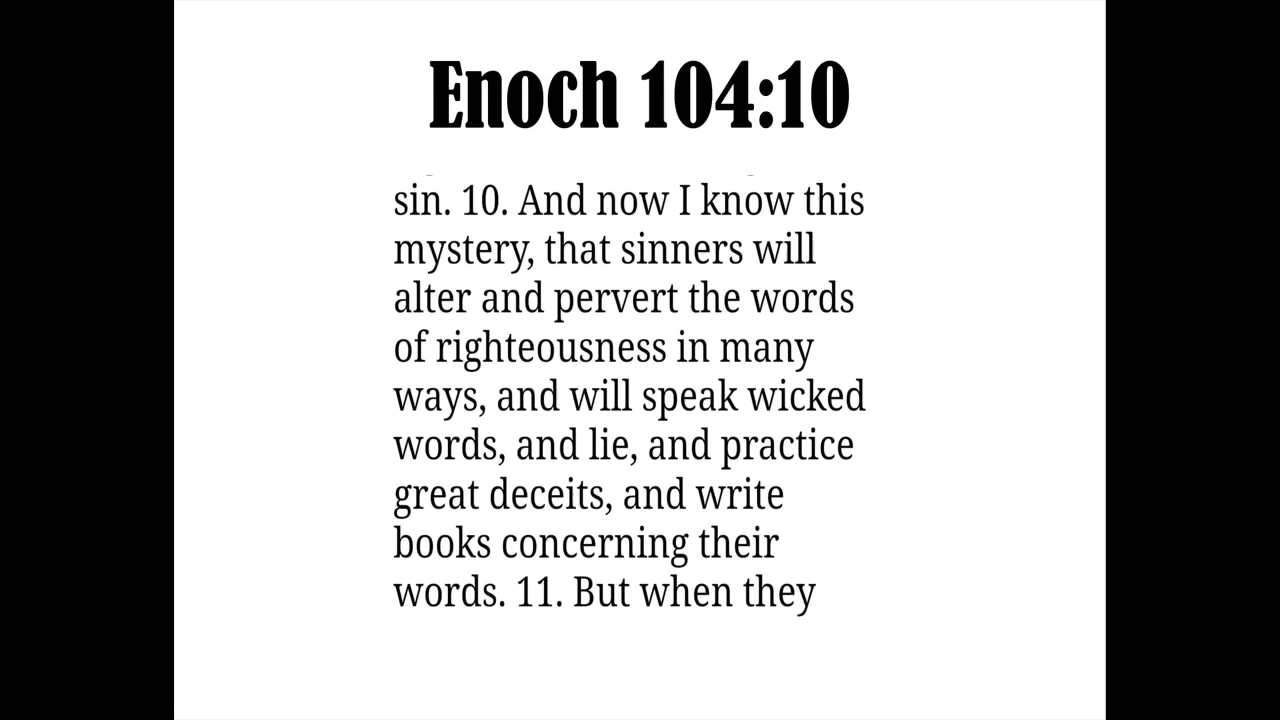 Enoch 104:10
sin. 10. And now I know this
mystery, that sinners will
alter and pervert the words
of righteousness in many
ways, and will speak wicked
words, and lie, and practice
great deceits, and write
books concerning their
words. 11. But when they